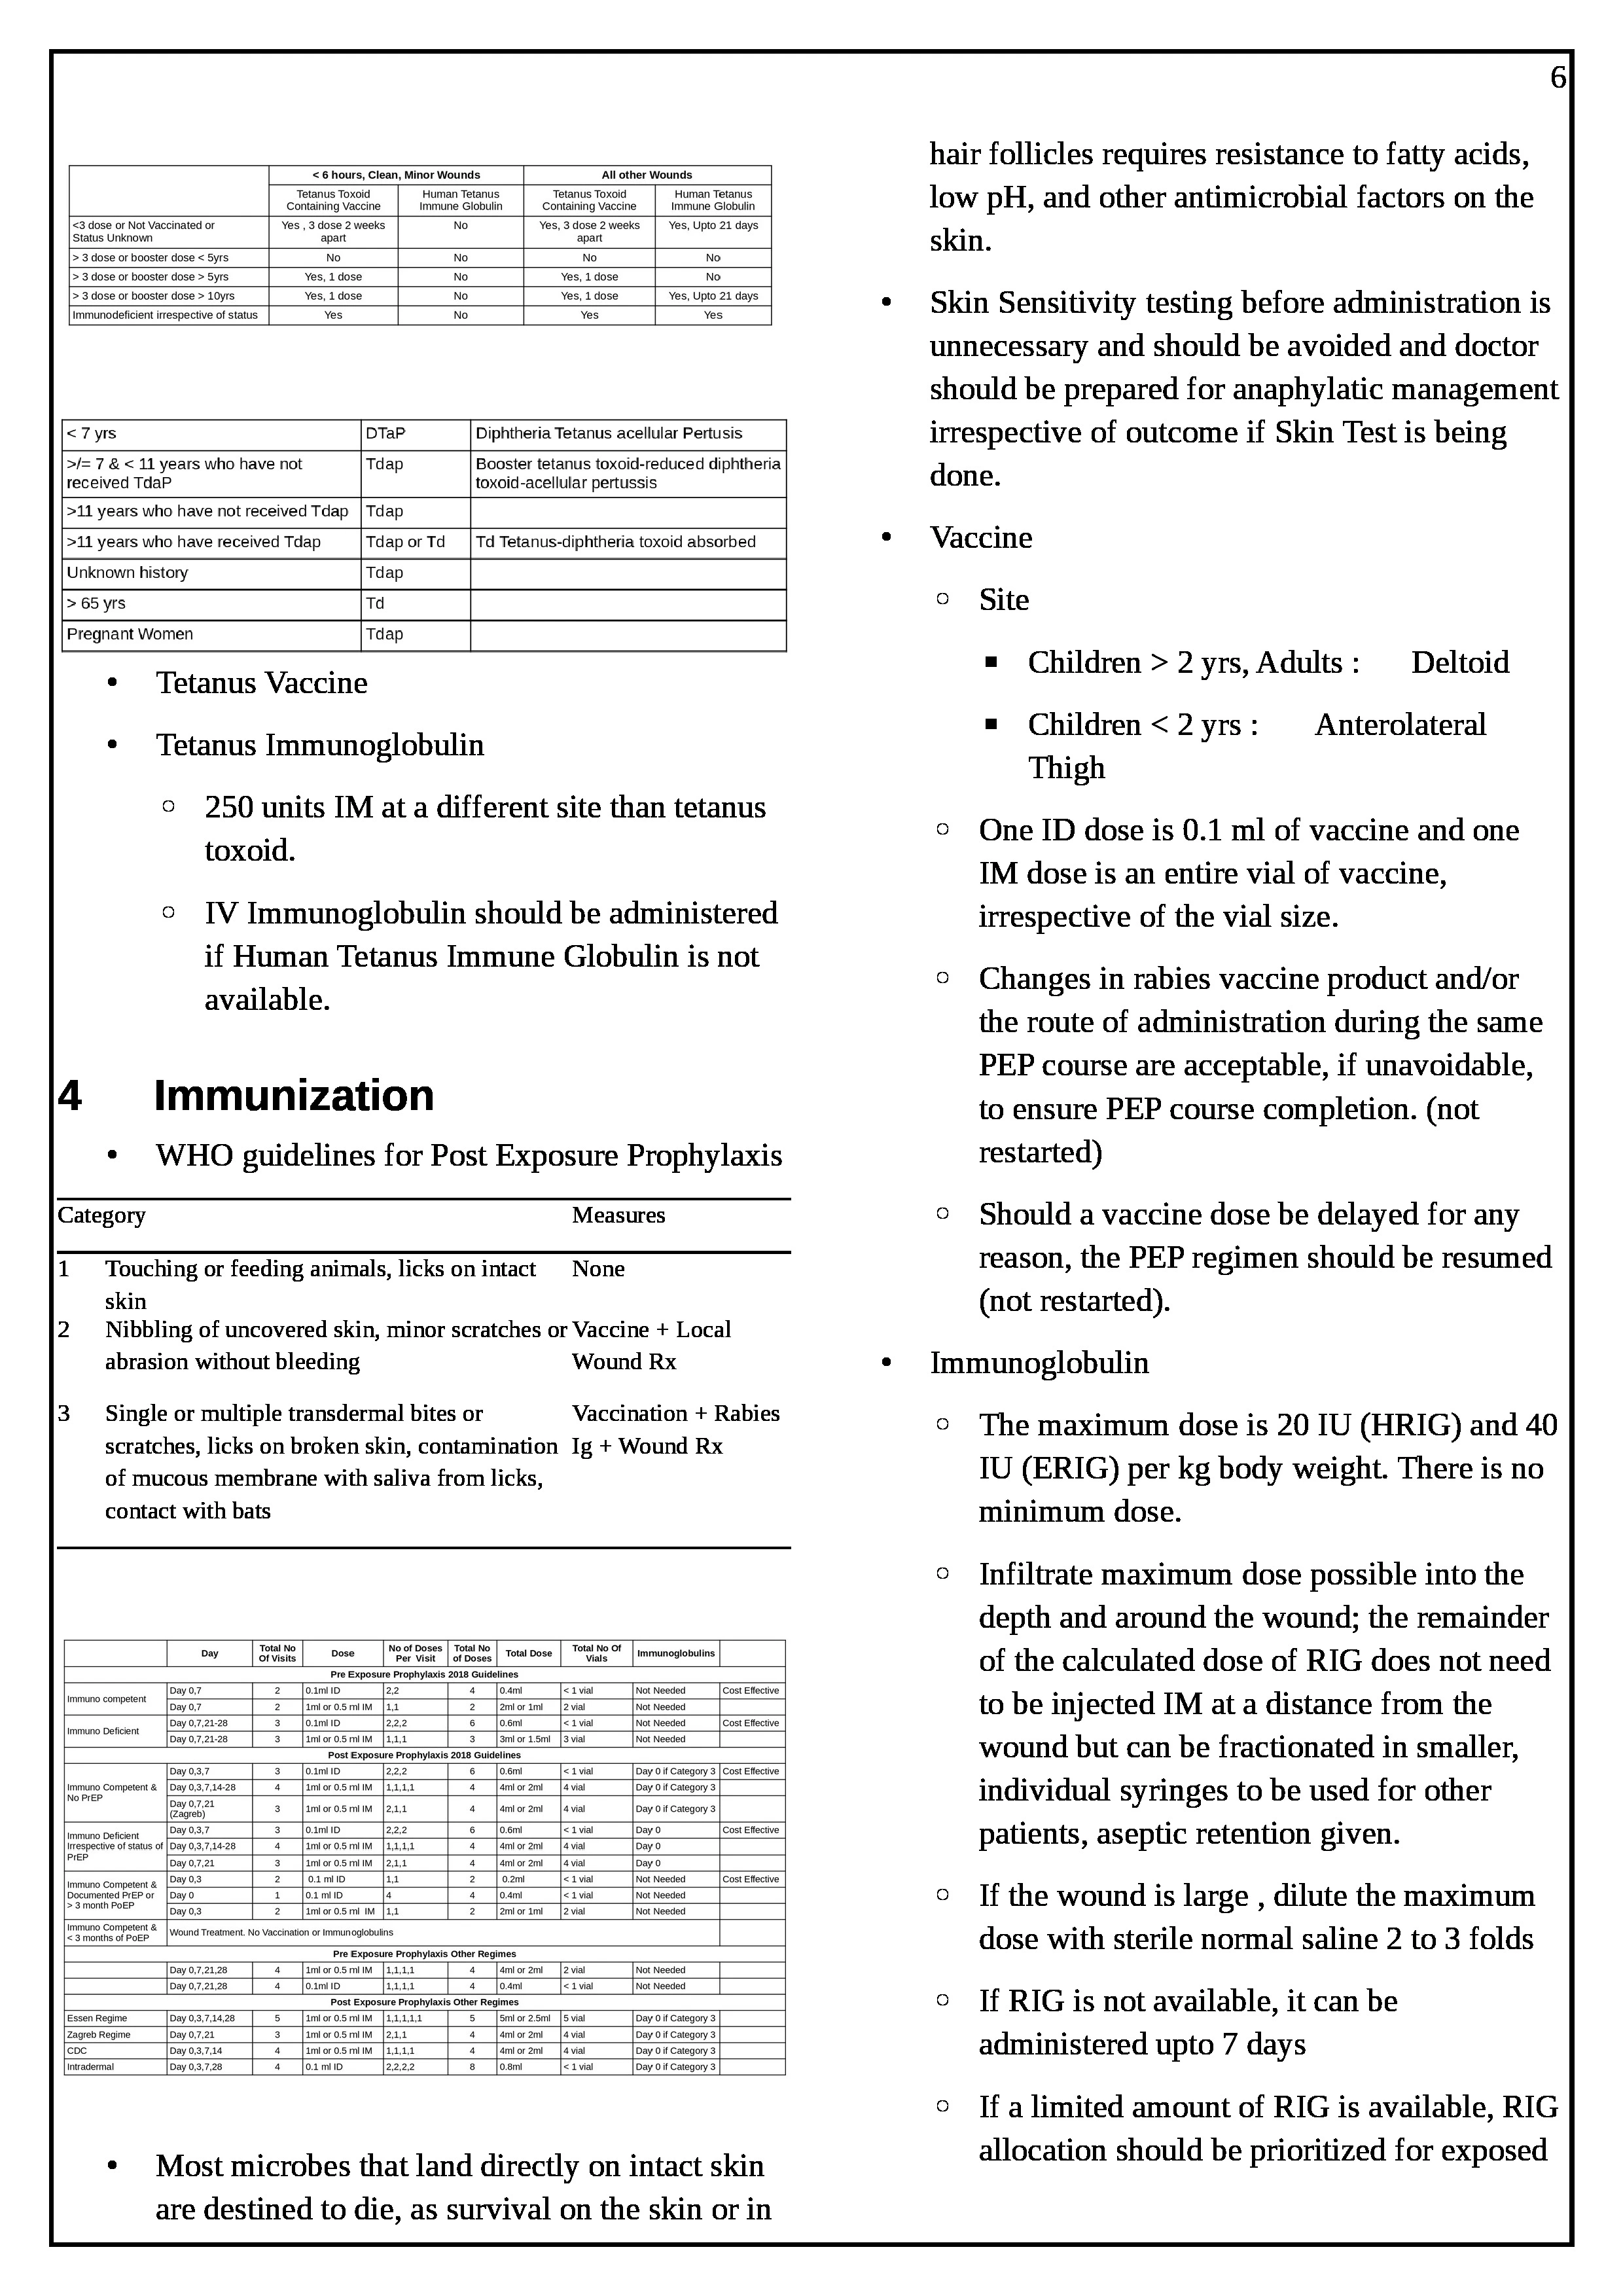 6
< 6 hours, Clean, Minor Wounds All other Wounds
Tetanus Toxoid Containing Vaccine Human Tetanus Immune Globulin Tetanus Toxoid Containing Vaccine Human Tetanus Immune Globulin
<3 dose or Not Vaccinated or Status Unknown Yes , 3 dose 2 weeks apart No Yes, 3 dose 2 weeks apart Yes, Upto 21 days
> 3 dose or booster dose < 5yrs No No No No
> 3 dose or booster dose > 5yrs Yes, 1 dose No Yes, 1 dose No
> 3 dose or booster dose > 10yrs Yes, 1 dose No Yes, 1 dose Yes, Upto 21 days
Immunodeficient irrespective of status Yes No Yes Yes
< 7 yrs DTaP Diphtheria Tetanus acellular Pertusis
>/= 7 & < 11 years who have not received TdaP Tdap Booster tetanus toxoid-reduced diphtheria toxoid-acellular pertussis
>11 years who have not received Tdap Tdap
>11 years who have received Tdap Tdap or Td Td Tetanus-diphtheria toxoid absorbed
Unknown history Tdap
> 65 yrs Td
Pregnant Women Tdap
• Tetanus Vaccine
• Tetanus Immunoglobulin
○ 250 units IM at a different site than tetanus
toxoid.
○ IV Immunoglobulin should be administered
if Human Tetanus Immune Globulin is not
available.
4 Immunization
• WHO guidelines for Post Exposure Prophylaxis
Category Measures
1 Touching or feeding animals, licks on intact None
skin
2 Nibbling of uncovered skin, minor scratches or Vaccine + Local
abrasion without bleeding Wound Rx
3 Single or multiple transdermal bites or Vaccination + Rabies
scratches, licks on broken skin, contamination Ig + Wound Rx
of mucous membrane with saliva from licks,
contact with bats
Day Total No Of Visits Dose No of Doses Per Visit Total No of Doses Total Dose Total No Of Vials Immunoglobulins
Pre Exposure Prophylaxis 2018 Guidelines
Immuno competent Day 0,7 2 0.1ml ID 2,2 4 0.4ml < 1 vial Not Needed Cost Effective
Day 0,7 2 1ml or 0.5 ml IM 1,1 2 2ml or 1ml 2 vial Not Needed
Immuno Deficient Day 0,7,21-28 3 0.1ml ID 2,2,2 6 0.6ml < 1 vial Not Needed Cost Effective
Day 0,7,21-28 3 1ml or 0.5 ml IM 1,1,1 3 3ml or 1.5ml 3 vial Not Needed
Post Exposure Prophylaxis 2018 Guidelines
Immuno Competent & No PrEP Day 0,3,7 3 0.1ml ID 2,2,2 6 0.6ml < 1 vial Day 0 if Category 3 Cost Effective
Day 0,3,7,14-28 4 1ml or 0.5 ml IM 1,1,1,1 4 4ml or 2ml 4 vial Day 0 if Category 3
Day 0,7,21 (Zagreb) 3 1ml or 0.5 ml IM 2,1,1 4 4ml or 2ml 4 vial Day 0 if Category 3
Immuno Deficient Irrespective of status of PrEP Day 0,3,7 3 0.1ml ID 2,2,2 6 0.6ml < 1 vial Day 0 Cost Effective
Day 0,3,7,14-28 4 1ml or 0.5 ml IM 1,1,1,1 4 4ml or 2ml 4 vial Day 0
Day 0,7,21 3 1ml or 0.5 ml IM 2,1,1 4 4ml or 2ml 4 vial Day 0
Immuno Competent & Documented PrEP or > 3 month PoEP Day 0,3 2 0.1 ml ID 1,1 2 0.2ml < 1 vial Not Needed Cost Effective
Day 0 1 0.1 ml ID 4 4 0.4ml < 1 vial Not Needed
Day 0,3 2 1ml or 0.5 ml IM 1,1 2 2ml or 1ml 2 vial Not Needed
Immuno Competent & < 3 months of PoEP Wound Treatment. No Vaccination or Immunoglobulins
Pre Exposure Prophylaxis Other Regimes
Day 0,7,21,28 4 1ml or 0.5 ml IM 1,1,1,1 4 4ml or 2ml 2 vial Not Needed
Day 0,7,21,28 4 0.1ml ID 1,1,1,1 4 0.4ml < 1 vial Not Needed
Post Exposure Prophylaxis Other Regimes
Essen Regime Day 0,3,7,14,28 5 1ml or 0.5 ml IM 1,1,1,1,1 5 5ml or 2.5ml 5 vial Day 0 if Category 3
Zagreb Regime Day 0,7,21 3 1ml or 0.5 ml IM 2,1,1 4 4ml or 2ml 4 vial Day 0 if Category 3
CDC Day 0,3,7,14 4 1ml or 0.5 ml IM 1,1,1,1 4 4ml or 2ml 4 vial Day 0 if Category 3
Intradermal Day 0,3,7,28 4 0.1 ml ID 2,2,2,2 8 0.8ml < 1 vial Day 0 if Category 3
• Most microbes that land directly on intact skin
are destined to die, as survival on the skin or in
hair follicles requires resistance to fatty acids,
low pH, and other antimicrobial factors on the
skin.
• Skin Sensitivity testing before administration is
unnecessary and should be avoided and doctor
should be prepared for anaphylatic management
irrespective of outcome if Skin Test is being
done.
• Vaccine
○ Site
■ Children > 2 yrs, Adults : Deltoid
■ Children < 2 yrs : Anterolateral
Thigh
○ One ID dose is 0.1 ml of vaccine and one
IM dose is an entire vial of vaccine,
irrespective of the vial size.
○ Changes in rabies vaccine product and/or
the route of administration during the same
PEP course are acceptable, if unavoidable,
to ensure PEP course completion. (not
restarted)
○ Should a vaccine dose be delayed for any
reason, the PEP regimen should be resumed
(not restarted).
• Immunoglobulin
○ The maximum dose is 20 IU (HRIG) and 40
IU (ERIG) per kg body weight. There is no
minimum dose.
○ Infiltrate maximum dose possible into the
depth and around the wound; the remainder
of the calculated dose of RIG does not need
to be injected IM at a distance from the
wound but can be fractionated in smaller,
individual syringes to be used for other
patients, aseptic retention given.
○ If the wound is large , dilute the maximum
dose with sterile normal saline 2 to 3 folds
○ If RIG is not available, it can be
administered upto 7 days
○ If a limited amount of RIG is available, RIG
allocation should be prioritized for exposed